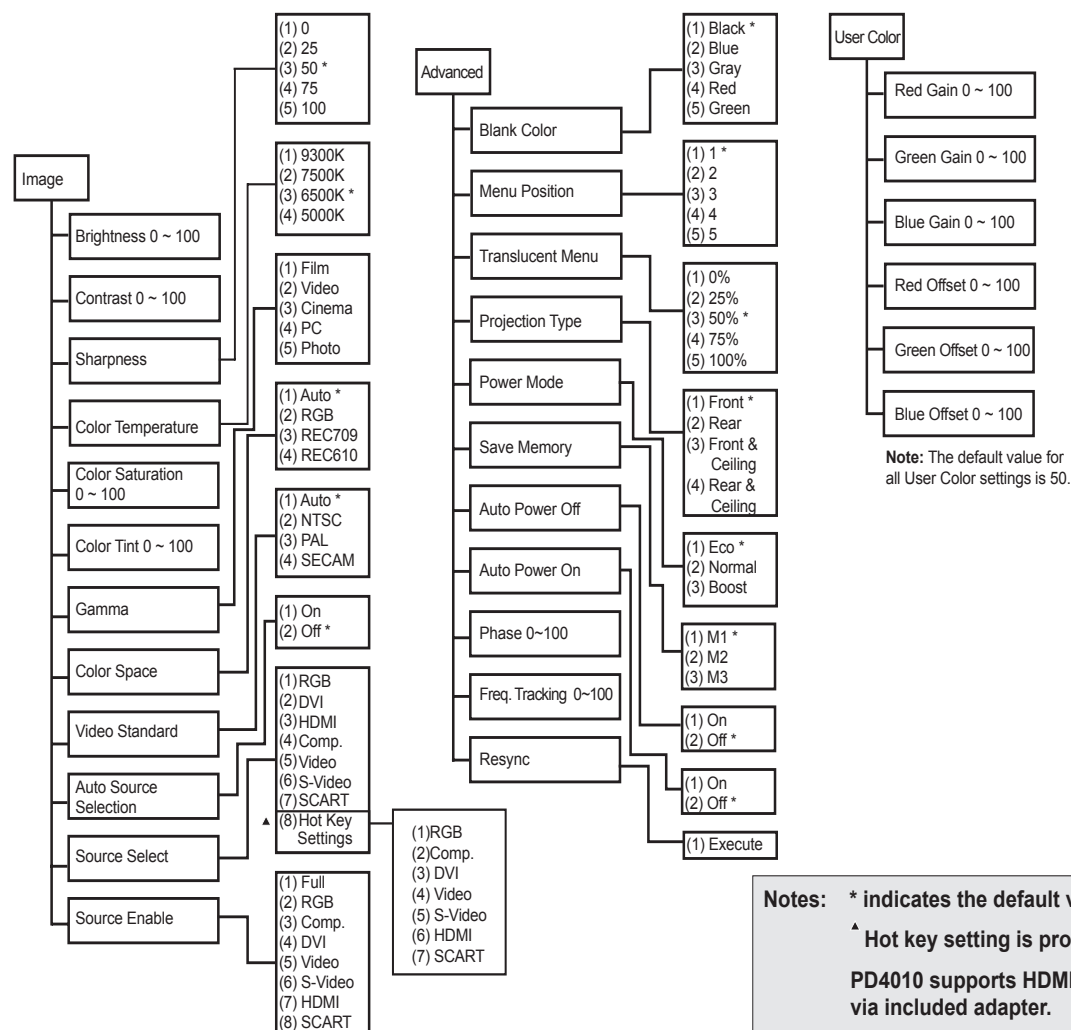 Image
Brightness 0 ~ 100
Contrast 0 ~ 100
Sharpness
Color Temperature
Color Saturation
0 ~ 100
Color Tint 0 ~ 100
Gamma
Color Space
Video Standard
Auto Source
Selection
Source Select
Source Enable
(1) 0
(2) 25
(3) 50 *
(4) 75
(5) 100
(1) 9300K
(2) 7500K
(3) 6500K *
(4) 5000K
(1) Film
(2) Video
(3) Cinema
(4) PC
(5) Photo
(1) Auto *
(2) RGB
(3) REC709
(4) REC610
(1) Auto *
(2) NTSC
(3) PAL
(4) SECAM
(1) On
(2) Off *
(1)RGB
(2)DVI
(3)HDMI
(4)Comp.
(5)Video
(6)S-Video
(7)SCART
▲ (8)Hot Key
Settings
(1)RGB
(2)Comp.
(3) DVI
(4) Video
(5) S-Video
(6) HDMI
(7) SCART
(1) Full
(2) RGB
(3) Comp.
(4) DVI
(5) Video
(6) S-Video
(7) HDMI
(8) SCART
Advanced
Blank Color
Menu Position
Translucent Menu
Projection Type
Power Mode
Save Memory
Auto Power Off
Auto Power On
Phase 0~100
Freq. Tracking 0~100
Resync
(1) Black *
(2) Blue
(3) Gray
(4) Red
(5) Green
(1) 1 *
(2) 2
(3) 3
(4) 4
(5) 5
(1) 0%
(2) 25%
(3) 50% *
(4) 75%
(5) 100%
(1) Front *
(2) Rear
(3) Front &
Ceiling
(4) Rear &
Ceiling
(1) Eco *
(2) Normal
(3) Boost
(1) M1 *
(2) M2
(3) M3
(1) On
(2) Off *
(1) On
(2) Off *
(1) Execute
User Color
Red Gain 0 ~ 100
Green Gain 0 ~ 100
Blue Gain 0 ~ 100
Red Offset 0 ~ 100
Green Offset 0 ~ 100
Blue Offset 0 ~ 100
Note: The default value for
all User Color settings is 50.
Notes: * indicates the default
▲ Hot key setting is
PD4010 supports HDMI
via included adapter.